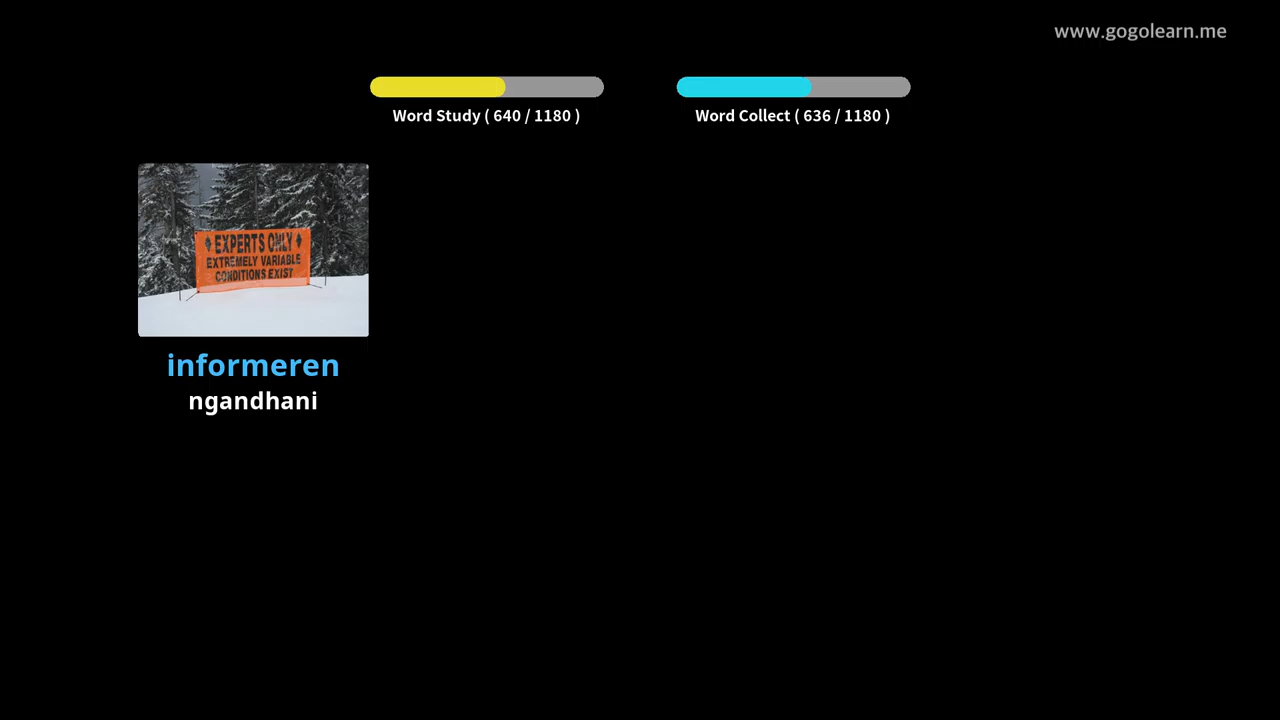 www.gogolearn.me
Word Study ( 640 / 1180 )
Word Collect ( 636 / 1180 )
EXPERTS ONLY
EXTREMELY VARIABLE
CONDITIONS EXIST
informeren
ngandhani